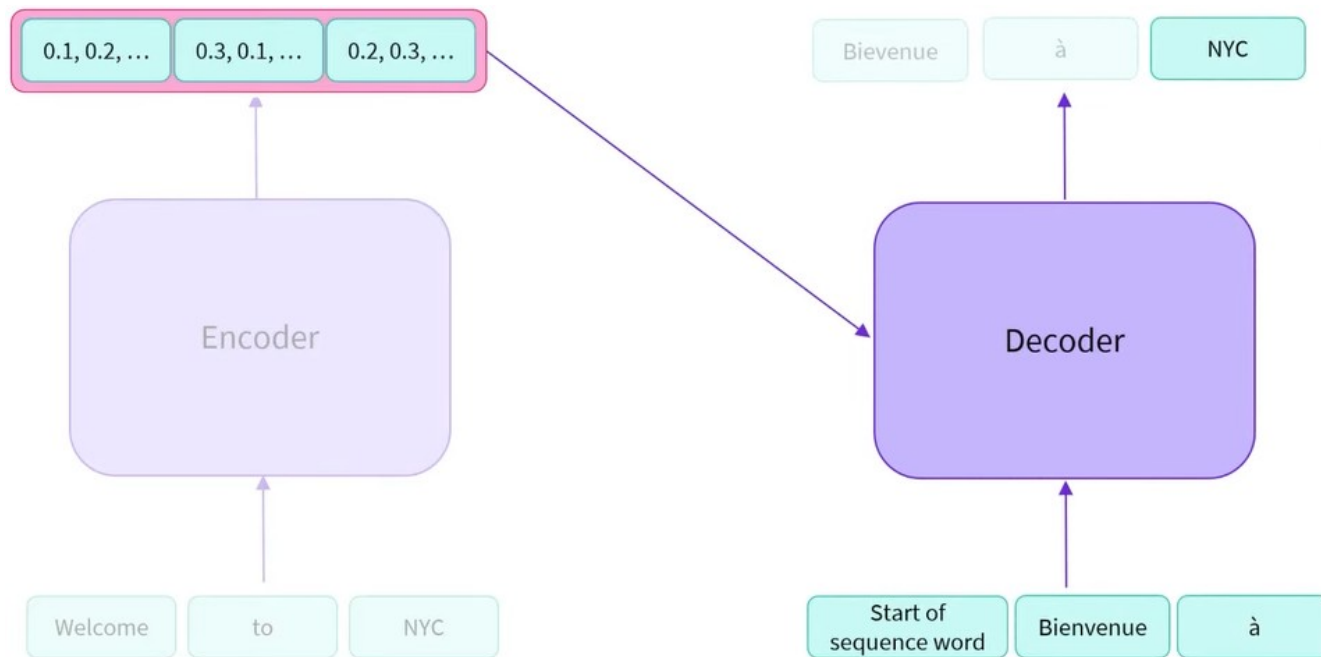 0.1, 0.2, ...
0.3, 0.1, ...
0.2, 0.3, ...
Bievenue
à
NYC
Encoder
Decoder
Welcome
to
NYC
Start of
sequence word
Bienvenue
à